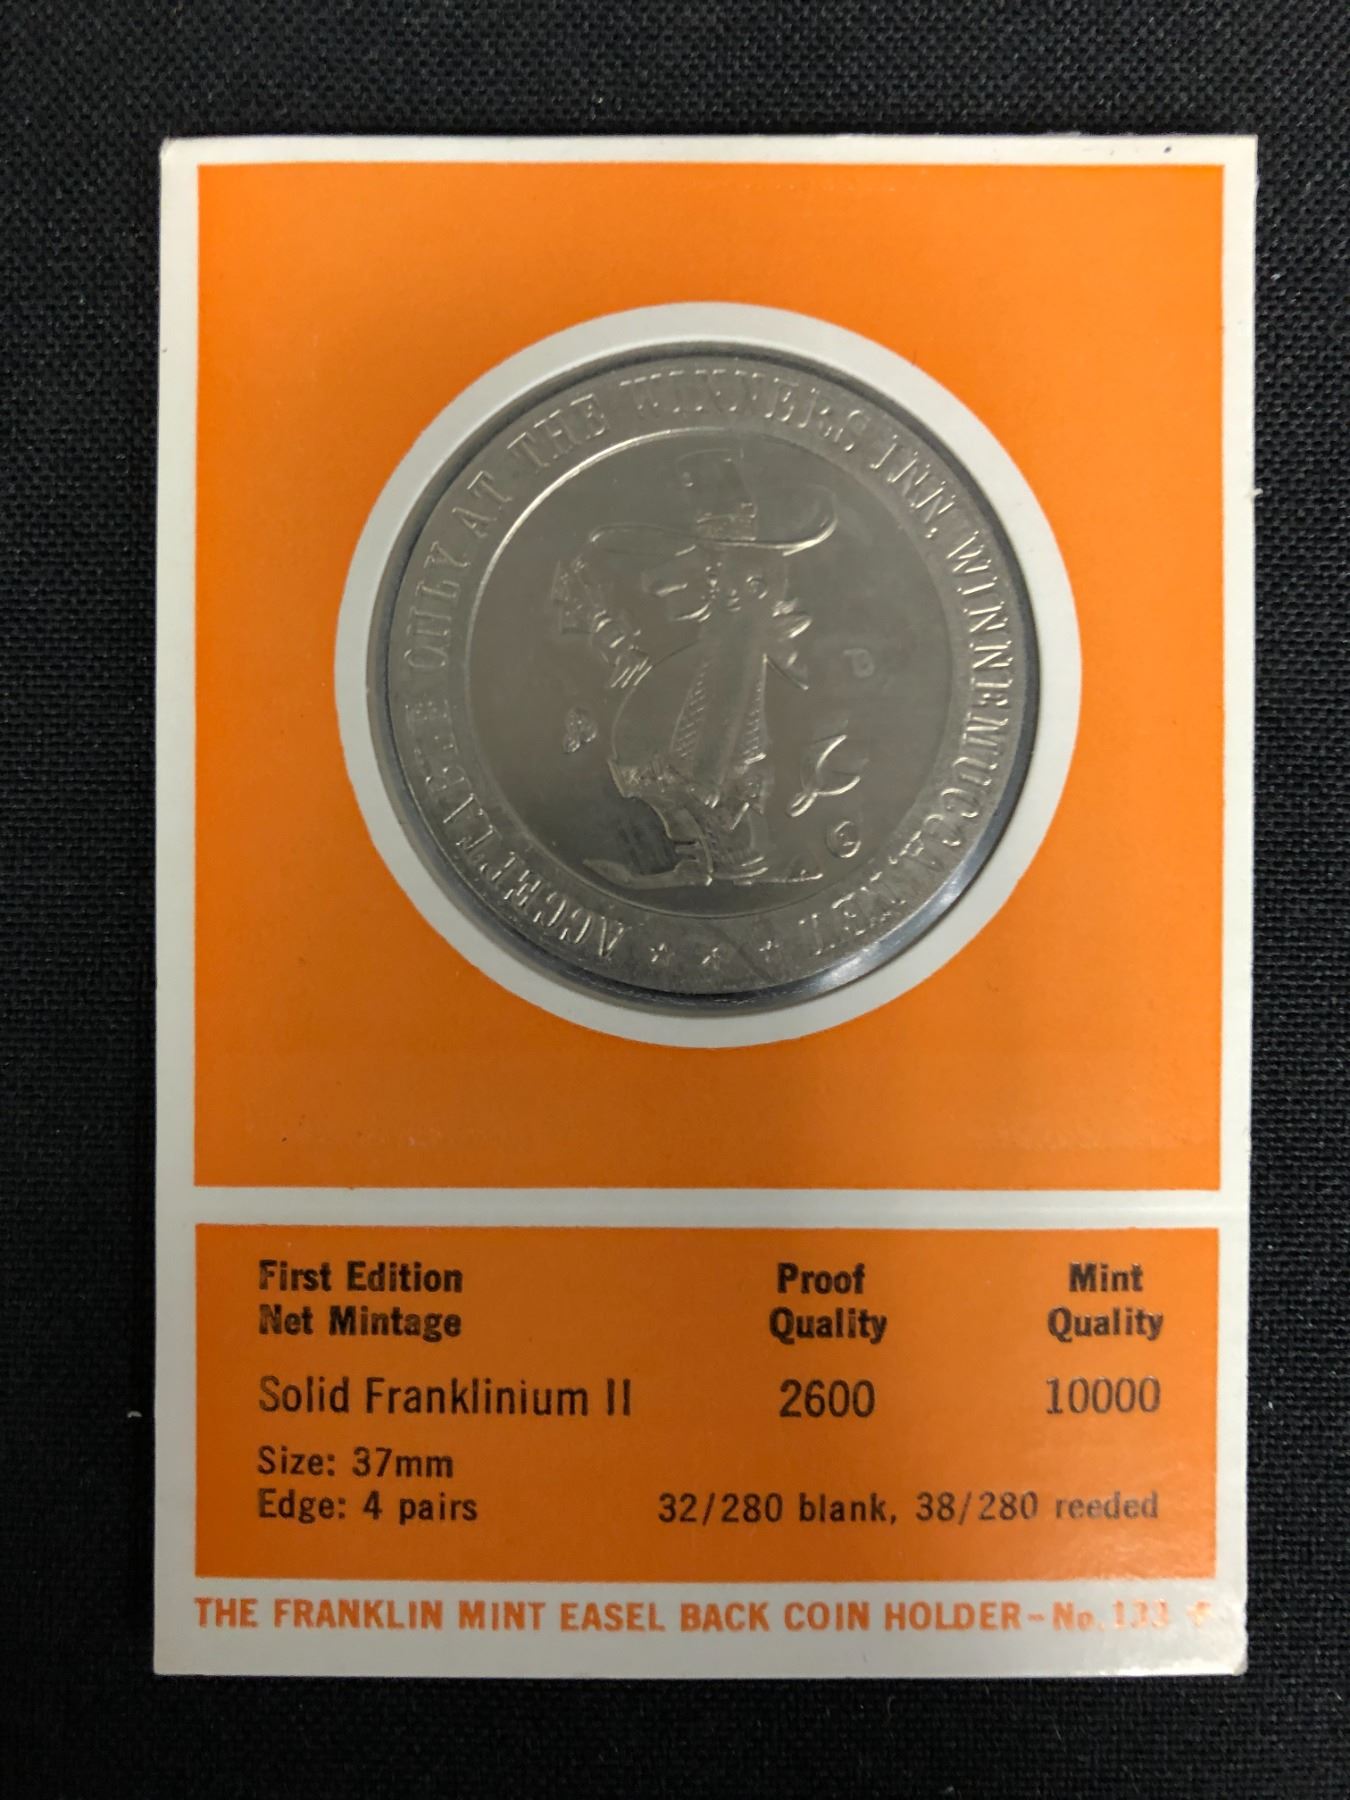 ACCEPTABLE ONLY AT THE WINNERS INN, WINNEMUCCA, NEV.
P
First Edition Net Mintage
Proof Quality
Mint Quality
Solid Franklinium II 2600 10000
Size: 37mm
Edge: 4 pairs 32/280 blank, 38/280 reeded
THE FRANKLIN MINT EASEL BACK COIN HOLDER - No. 133